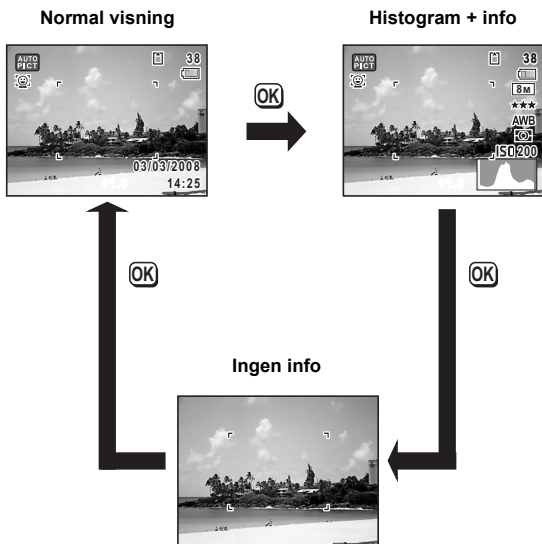 Normal visning
Histogram + info
AUTO PICT
38
03/03/2008
14:25
OK
AUTO PICT
38
8M
★★★
AWB
ISO 200
OK
OK
Ingen info